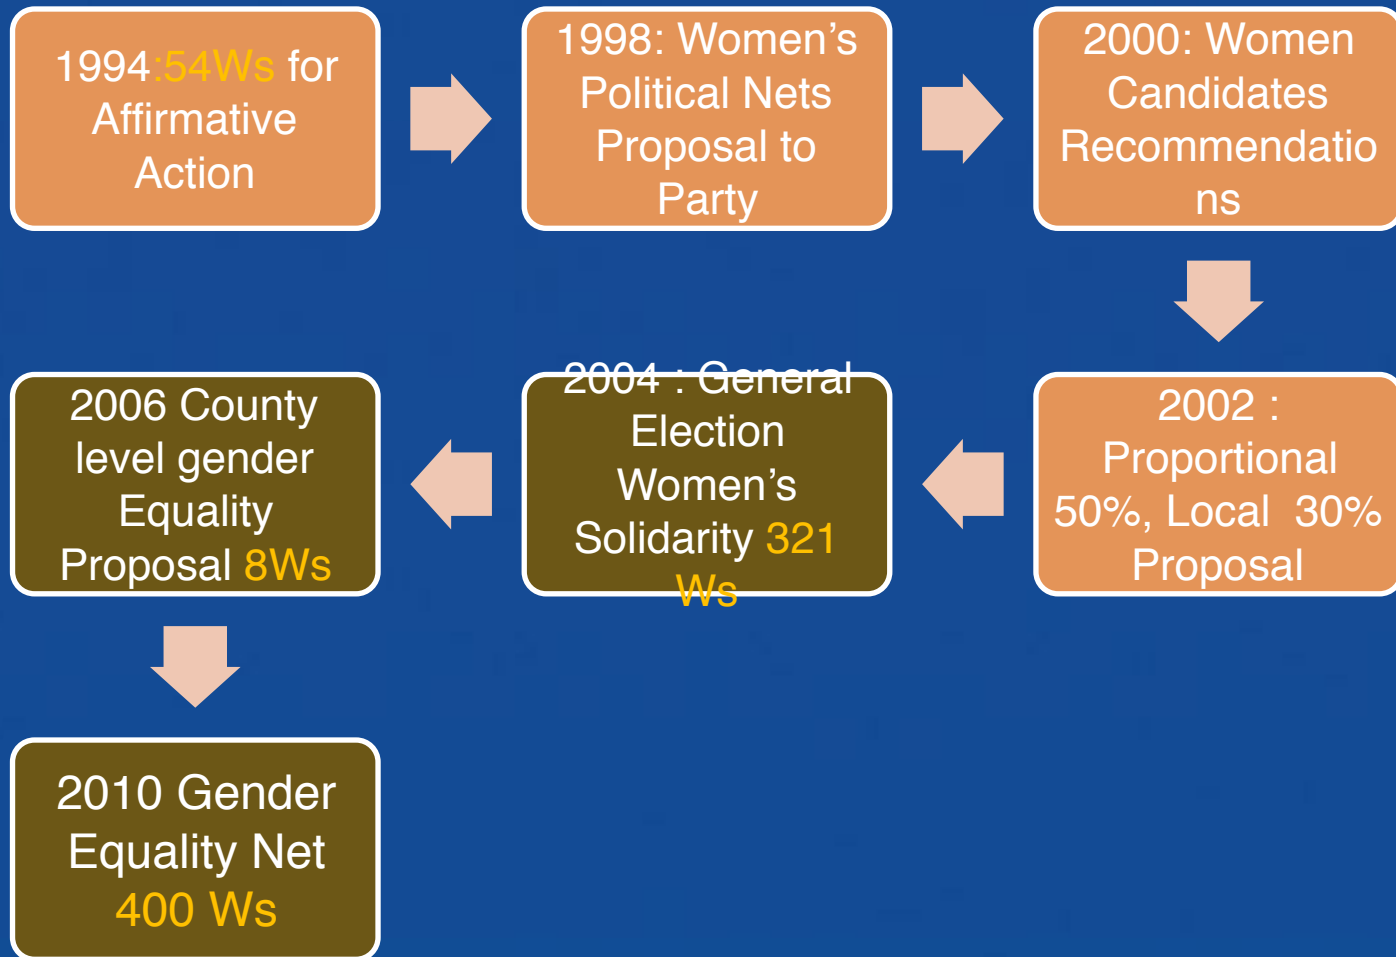 1994:54Ws for
Affirmative
Action
1998: Women’s
Political Nets
Proposal to
Party
2000: Women
Candidates
Recommendatio
ns
2002 :
Proportional
50%, Local  30%
Proposal
2004 : General
Election
Women’s
Solidarity 321
Ws
2006 County
level gender
Equality
Proposal 8Ws
2010 Gender
Equality Net
400 Ws